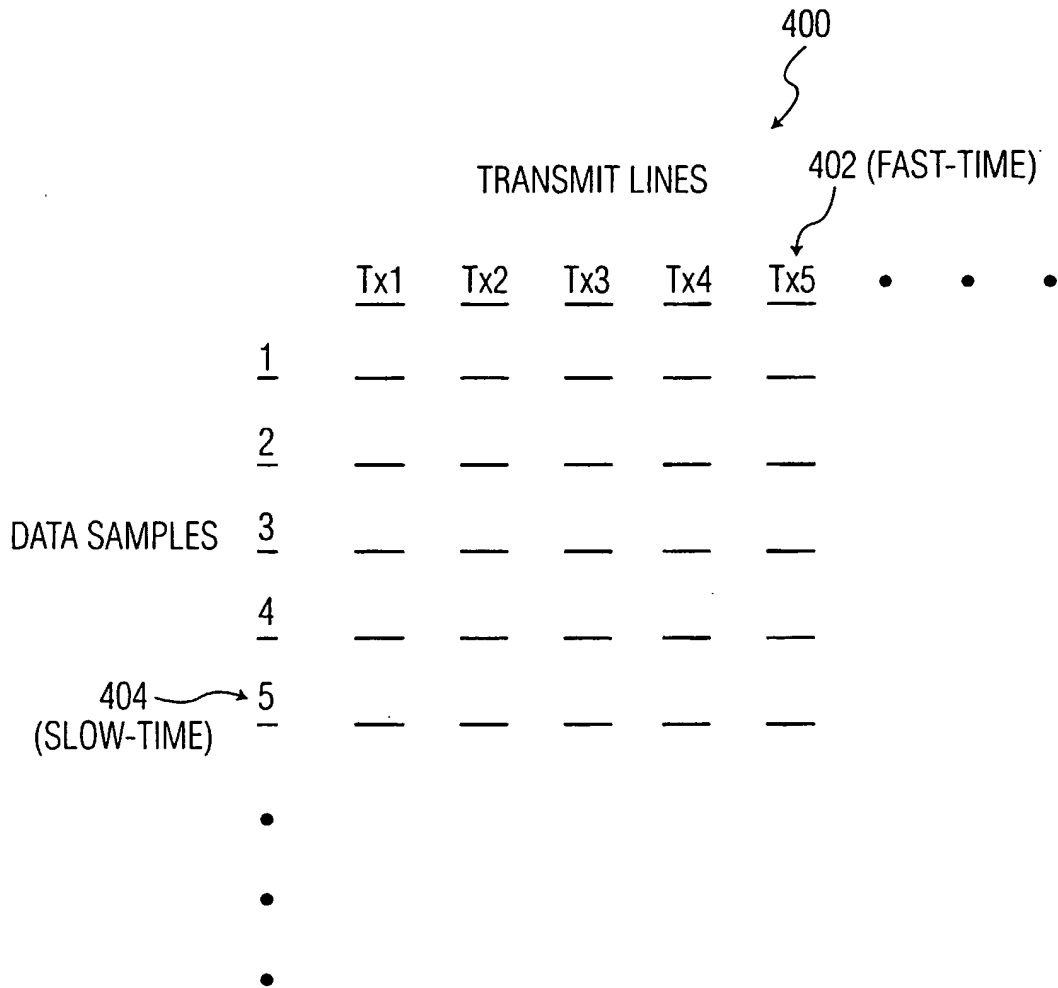 400
TRANSMIT LINES
402 (FAST-TIME)
Tx1 Tx2 Tx3 Tx4 Tx5 • • •
1
2
DATA SAMPLES 3
4
404 5
(SLOW-TIME)
•
•
•